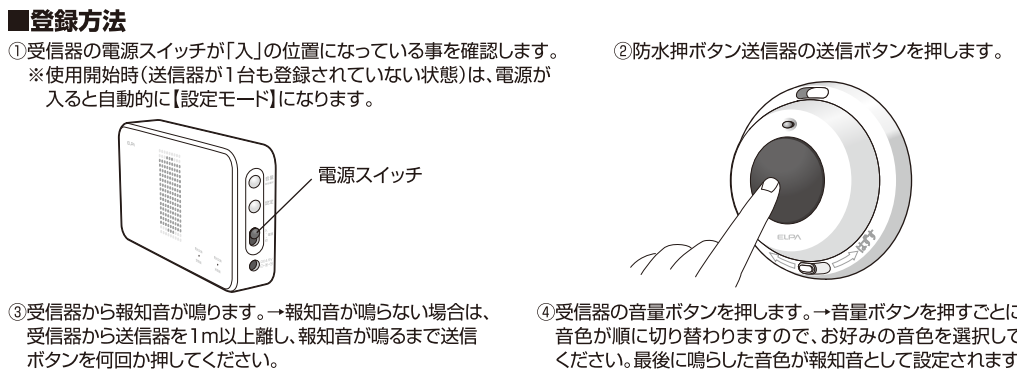 ■登録方法
①受信器の電源スイッチが「入」の位置になっている事を確認します。
※使用開始時（送信器が1台も登録されていない状態）は、電源が
入ると自動的に【設定モード】になります。
電源スイッチ
②防水押ボタン送信器の送信ボタンを押します。
ELPA
はずす
③受信器から報知音が鳴ります。→報知音が鳴らない場合は、
受信器から送信器を1m以上離し、報知音が鳴るまで送信
ボタンを何回か押してください。
④受信器の音量ボタンを押します。→音量ボタンを押すごとに
音色が順に切り替わりますので、お好みの音色を選択して
ください。最後に鳴らした音色が報知音として設定されます